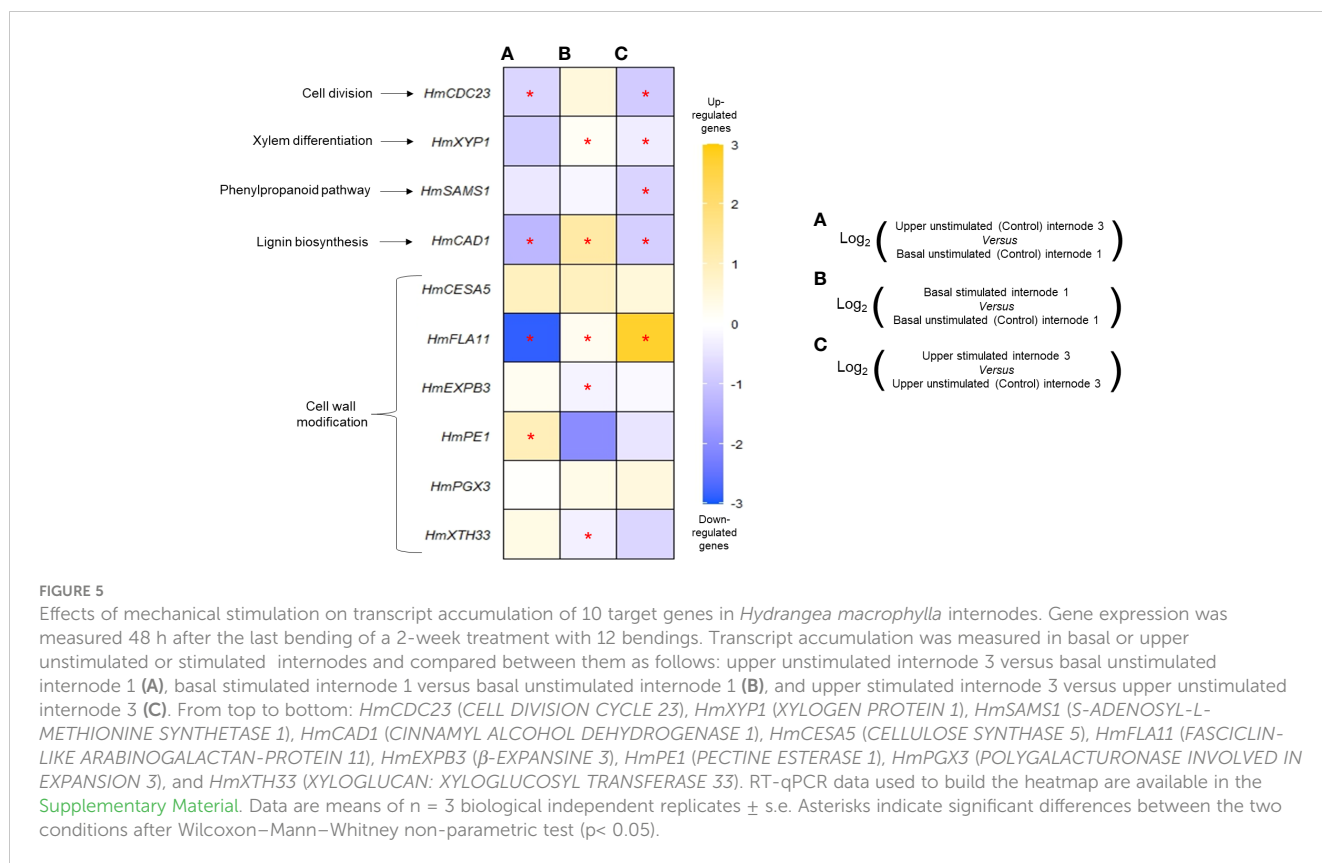 A B C
Cell division HmCDC23 * *
Xylem differentiation HmXYP1 * *
Phenylpropanoid pathway HmSAMS1 *
Lignin biosynthesis HmCAD1 * * *
HmCESA5
HmFLA11 * * *
HmEXPB3 *
Cell wall
modification
HmPE1 *
HmPGX3
HmXTH33 *
Up-
regulated
genes
3
2
1
0
-1
-2
-3
Down-
regulated
genes
A
Log2 ( Upper unstimulated (Control) internode 3
Versus
Basal unstimulated (Control) internode 1 )
B
Log2 ( Basal stimulated internode 1
Versus
Basal unstimulated (Control) internode 1 )
C
Log2 ( Upper stimulated internode 3
Versus
Upper unstimulated (Control) internode 3 )
FIGURE 5
Effects of mechanical stimulation on transcript accumulation of 10 target genes in Hydrangea macrophylla internodes. Gene expression was
measured 48 h after the last bending of a 2-week treatment with 12 bendings. Transcript accumulation was measured in basal or upper
unstimulated or stimulated internodes and compared between them as follows: upper unstimulated internode 3 versus basal unstimulated
internode 1 (A), basal stimulated internode 1 versus basal unstimulated internode 1 (B), and upper stimulated internode 3 versus upper unstimulated
internode 3 (C). From top to bottom: HmCDC23 (CELL DIVISION CYCLE 23), HmXYP1 (XYLOGEN PROTEIN 1), HmSAMS1 (S-ADENOSYL-L-
METHIONINE SYNTHETASE 1), HmCAD1 (CINNAMYL ALCOHOL DEHYDROGENASE 1), HmCESA5 (CELLULOSE SYNTHASE 5), HmFLA11 (FASCICLIN-
LIKE ARABINOGALACTAN-PROTEIN 11), HmEXPB3 (β-EXPANSINE 3), HmPE1 (PECTINE ESTERASE 1), HmPGX3 (POLYGALACTURONASE INVOLVED IN
EXPANSION 3), and HmXTH33 (XYLOGLUCAN: XYLOGLUCOSYL TRANSFERASE 33). RT-qPCR data used to build the heatmap are available in the
Supplementary Material. Data are means of n = 3 biological independent replicates ± s.e. Asterisks indicate significant differences between the two
conditions after Wilcoxon–Mann–Whitney non-parametric test (p< 0.05).